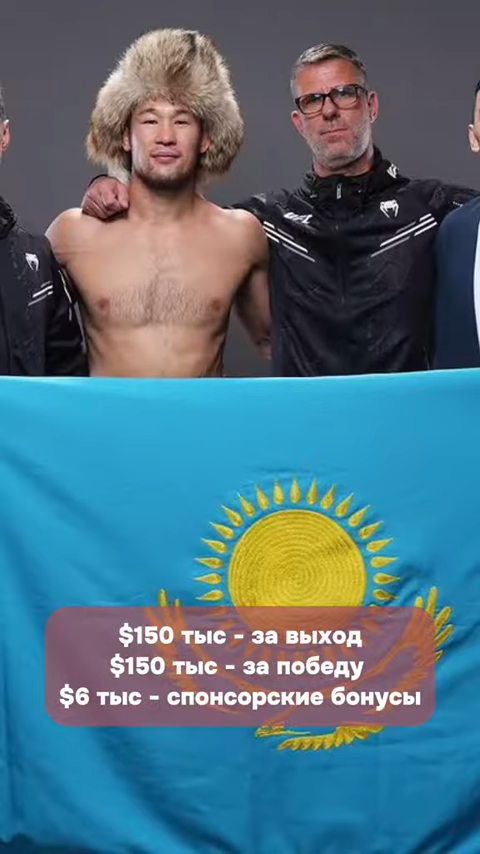 $150 тыс - за выход
$150 тыс - за победу
$6 тыс - спонсорские бонусы